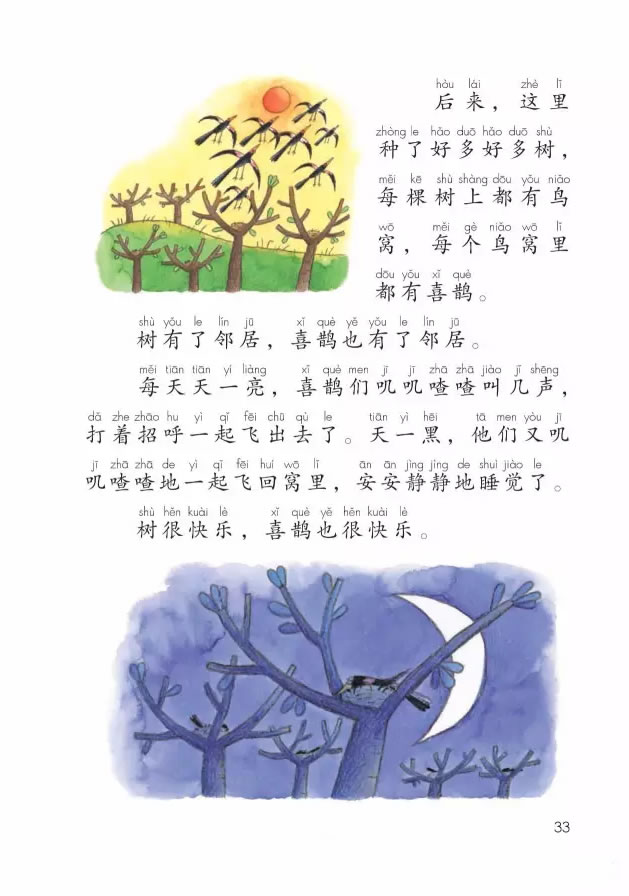 hòu lái zhè lǐ
后来，这里
zhòng le hǎo duō hǎo duō shù
种了好多好多树，
měi kē shù shàng dōu yǒu niǎo
每棵树上都有鸟
wō měi gè niǎo wō lǐ
窝，每个鸟窝里
dōu yǒu xǐ què
都有喜鹊。
shù yǒu le lín jū xǐ què yě yǒu le lín jū
树有了邻居，喜鹊也有了邻居。
měi tiān tiān yí liàng xǐ què men jī jī zhā zhā jiào jǐ shēng
每天天一亮，喜鹊们叽叽喳喳叫几声，
dǎ zhe zhāo hu yì qǐ fēi chū qù le tiān yì hēi tā men yòu jī
打着招呼一起飞出去了。天一黑，他们又叽
jī zhā zhā de yì qǐ fēi huí wō lǐ ān ān jìng jìng de shuì jiào le
叽喳喳地一起飞回窝里，安安静静地睡觉了。
shù hěn kuài lè xǐ què yě hěn kuài lè
树很快乐，喜鹊也很快乐。
33